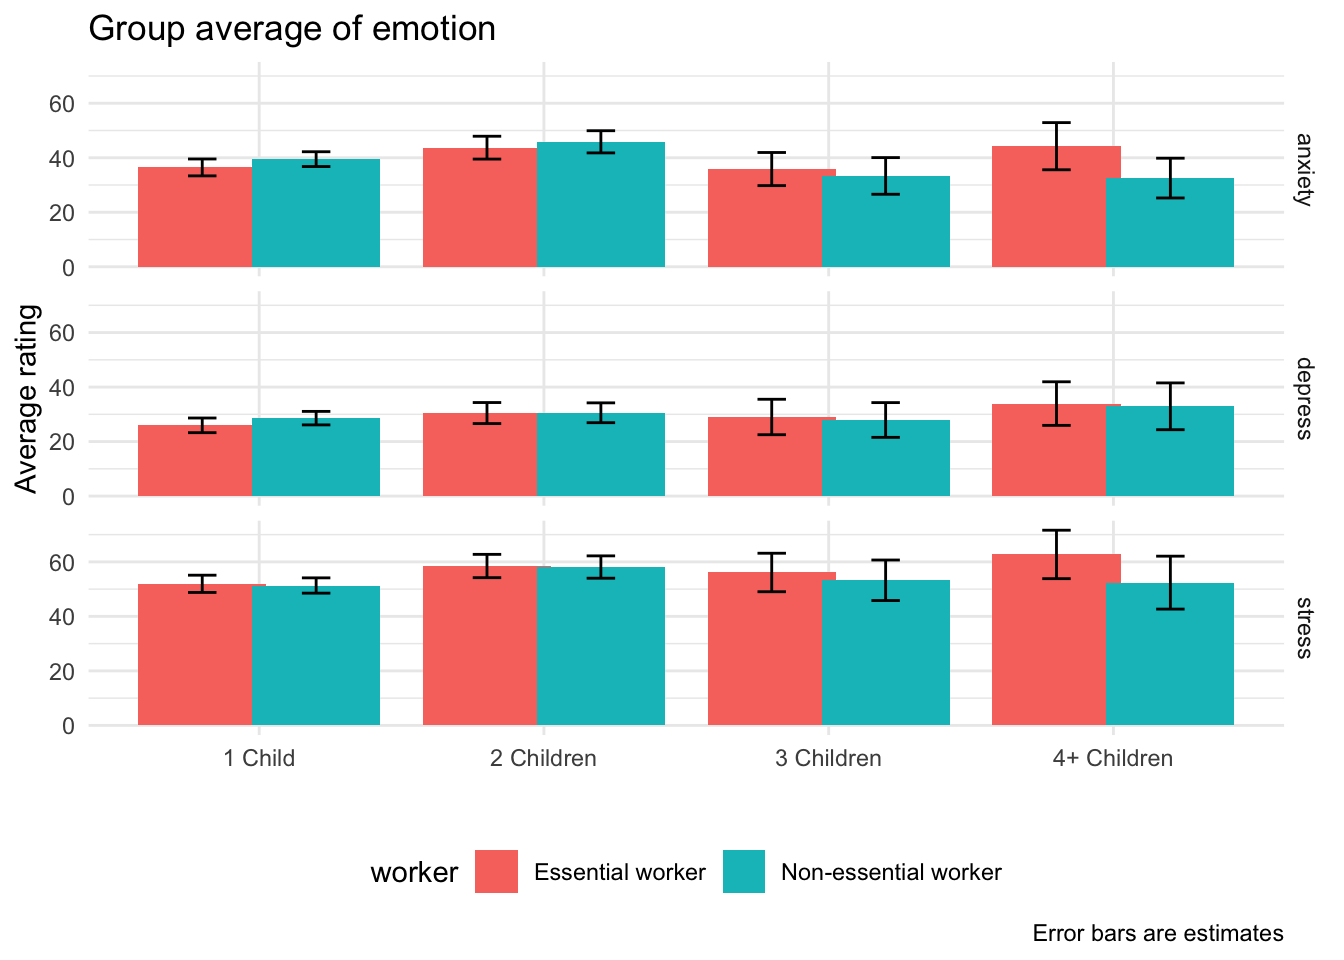 Group average of emotion
Average rating
60
40
20
0
anxiety
60
40
20
0
depress
60
40
20
0
stress
1 Child
2 Children
3 Children
4+ Children
worker
Essential worker
Non-essential worker
Error bars are estimates